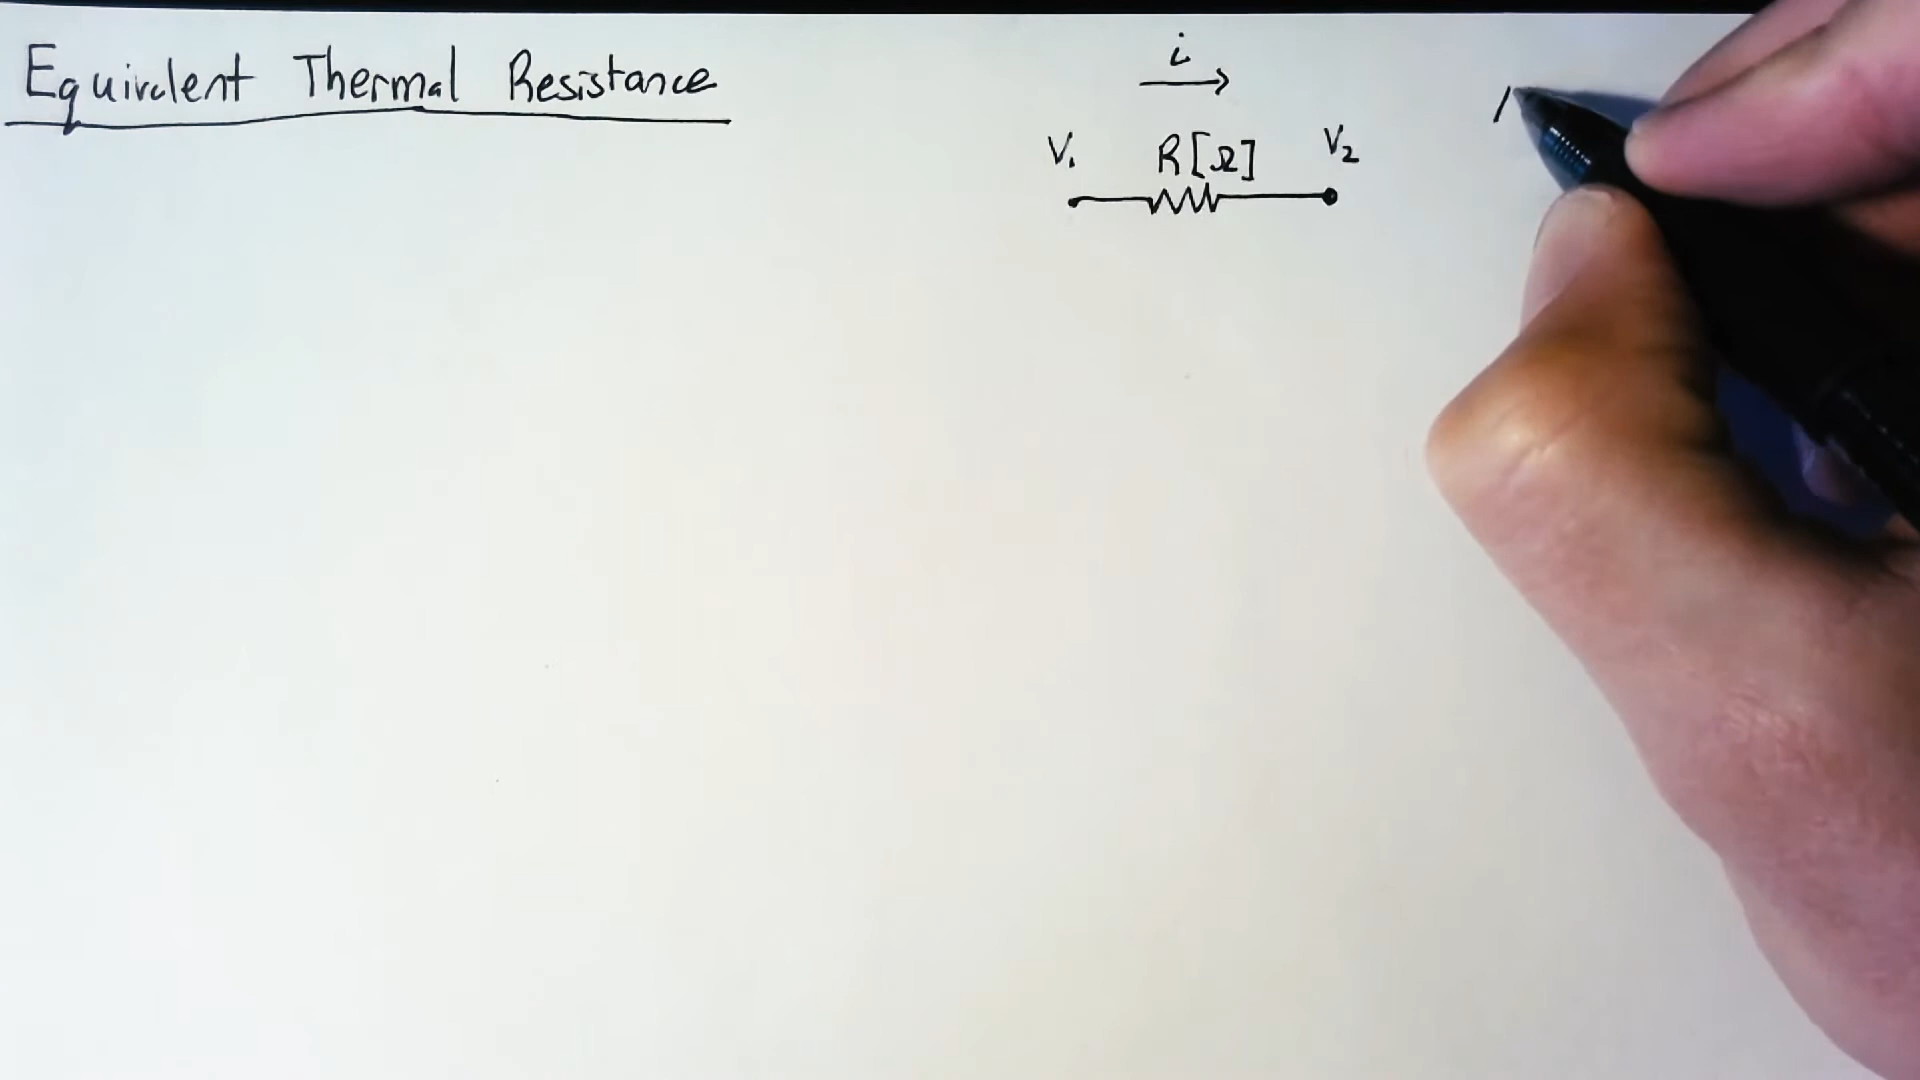 Equivalent Thermal Resistance
i
V₁ R[Ω] V₂